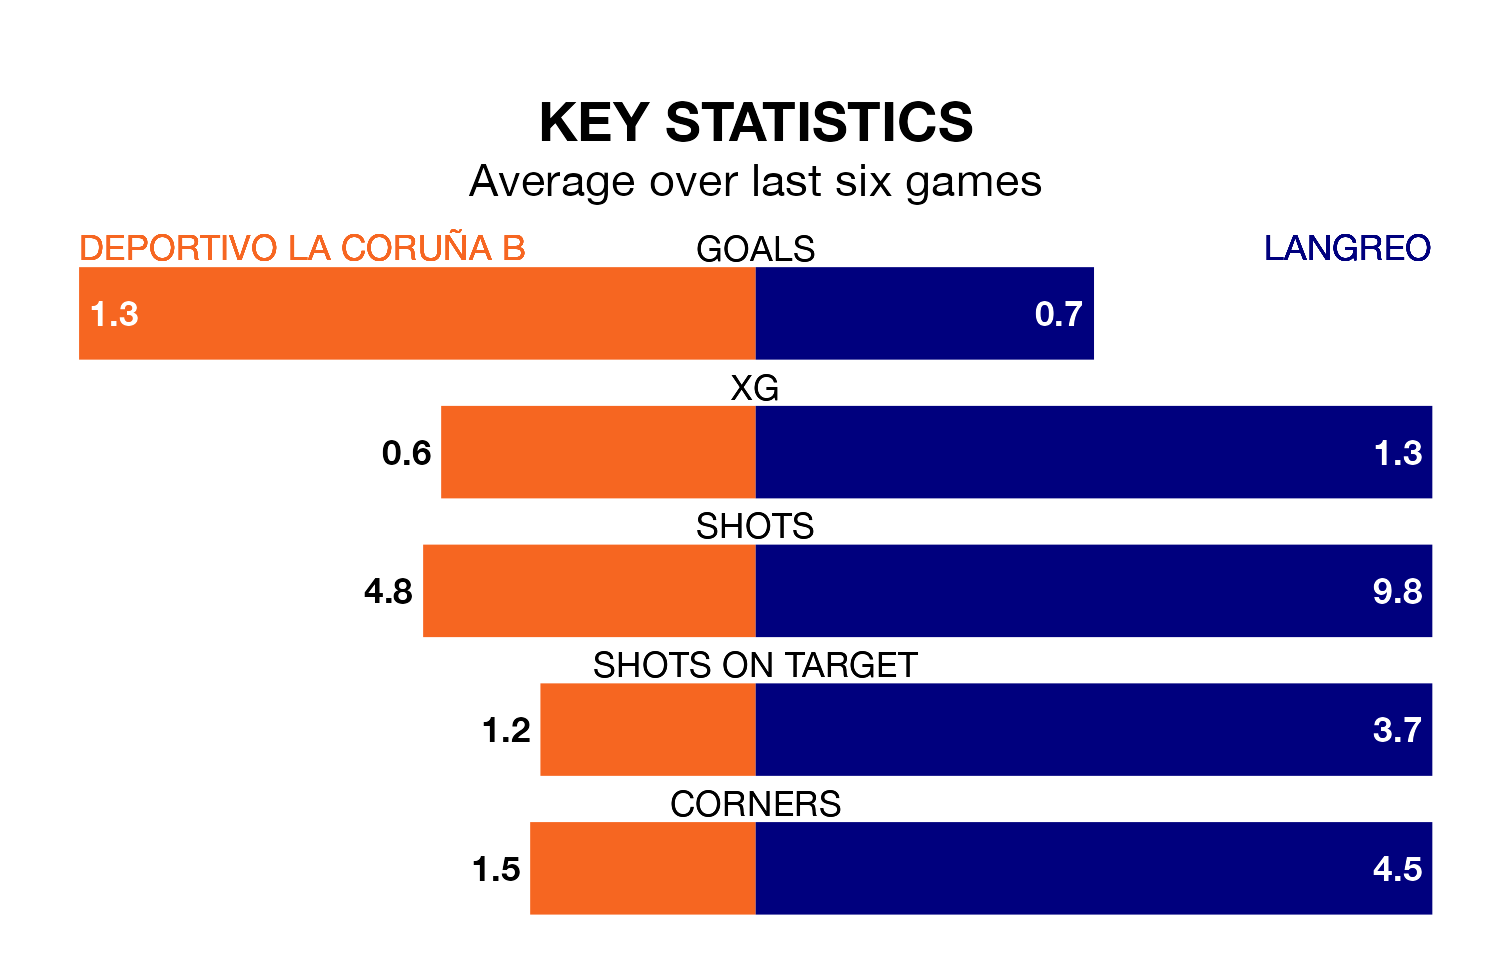 KEY STATISTICS
Average over last six games
DEPORTIVO LA CORUÑA B GOALS LANGREO
1.3 0.7
XG
0.6 1.3
SHOTS
4.8 9.8
SHOTS ON TARGET
1.2 3.7
CORNERS
1.5 4.5